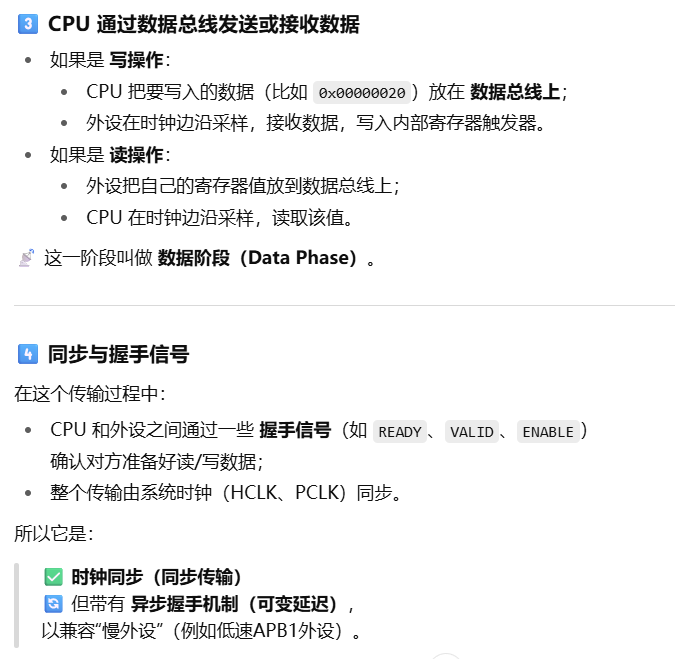 3 CPU 通过数据总线发送或接收数据
如果是 写操作：
CPU 把要写入的数据（比如 0x00000020）放在 数据总线上；
外设在时钟边沿采样，接收数据，写入内部寄存器触发器。
如果是 读操作：
外设把自己的寄存器值放到数据总线上；
CPU 在时钟边沿采样，读取该值。
这一阶段叫做 数据阶段（Data Phase）。
4 同步与握手信号
在这个传输过程中：
CPU 和外设之间通过一些 握手信号（如 READY、VALID、ENABLE）
确认对方准备好读/写数据；
整个传输由系统时钟（HCLK、PCLK）同步。
所以它是：
✅ 时钟同步（同步传输）
🔄 但带有 异步握手机制（可变延迟），
以兼容“慢外设”（例如低速APB1外设）。